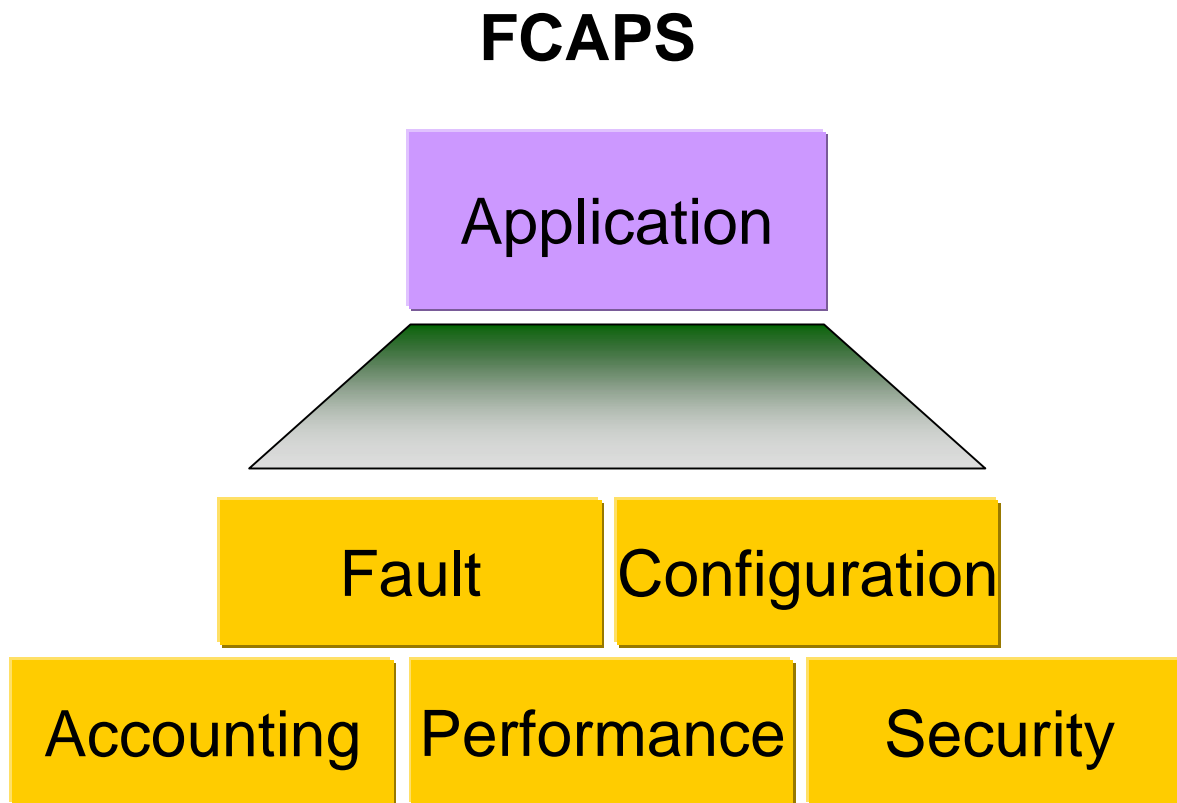 FCAPS
Application
Fault Configuration
Accounting Performance Security